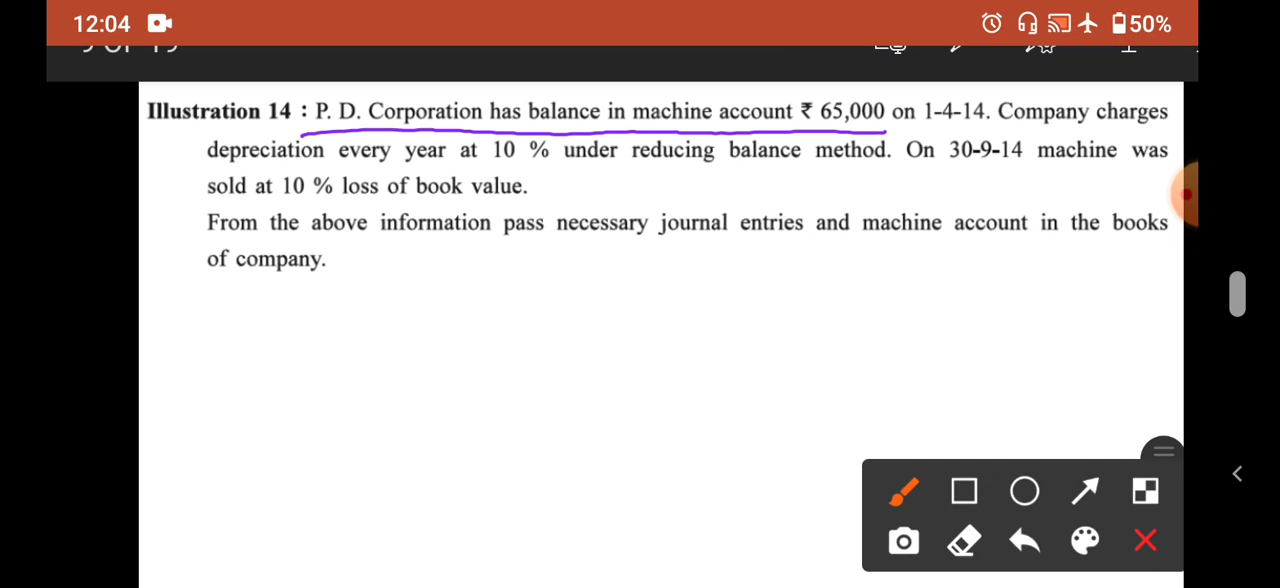 12:04
50%
Illustration 14 : P. D. Corporation has balance in machine account ₹ 65,000 on 1-4-14. Company charges
depreciation every year at 10 % under reducing balance method. On 30-9-14 machine was
sold at 10 % loss of book value.
From the above information pass necessary journal entries and machine account in the books
of company.